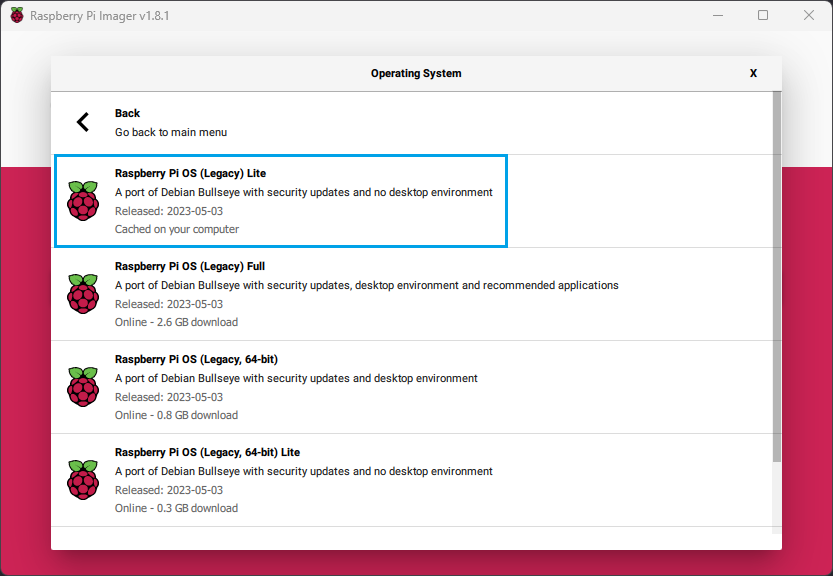 Raspberry Pi Imager v1.8.1
Operating System
X
Back
Go back to main menu
Raspberry Pi OS (Legacy) Lite
A port of Debian Bullseye with security updates and no desktop environment
Released: 2023-05-03
Cached on your computer
Raspberry Pi OS (Legacy) Full
A port of Debian Bullseye with security updates, desktop environment and recommended applications
Released: 2023-05-03
Online - 2.6 GB download
Raspberry Pi OS (Legacy, 64-bit)
A port of Debian Bullseye with security updates and desktop environment
Released: 2023-05-03
Online - 0.8 GB download
Raspberry Pi OS (Legacy, 64-bit) Lite
A port of Debian Bullseye with security updates and no desktop environment
Released: 2023-05-03
Online - 0.3 GB download